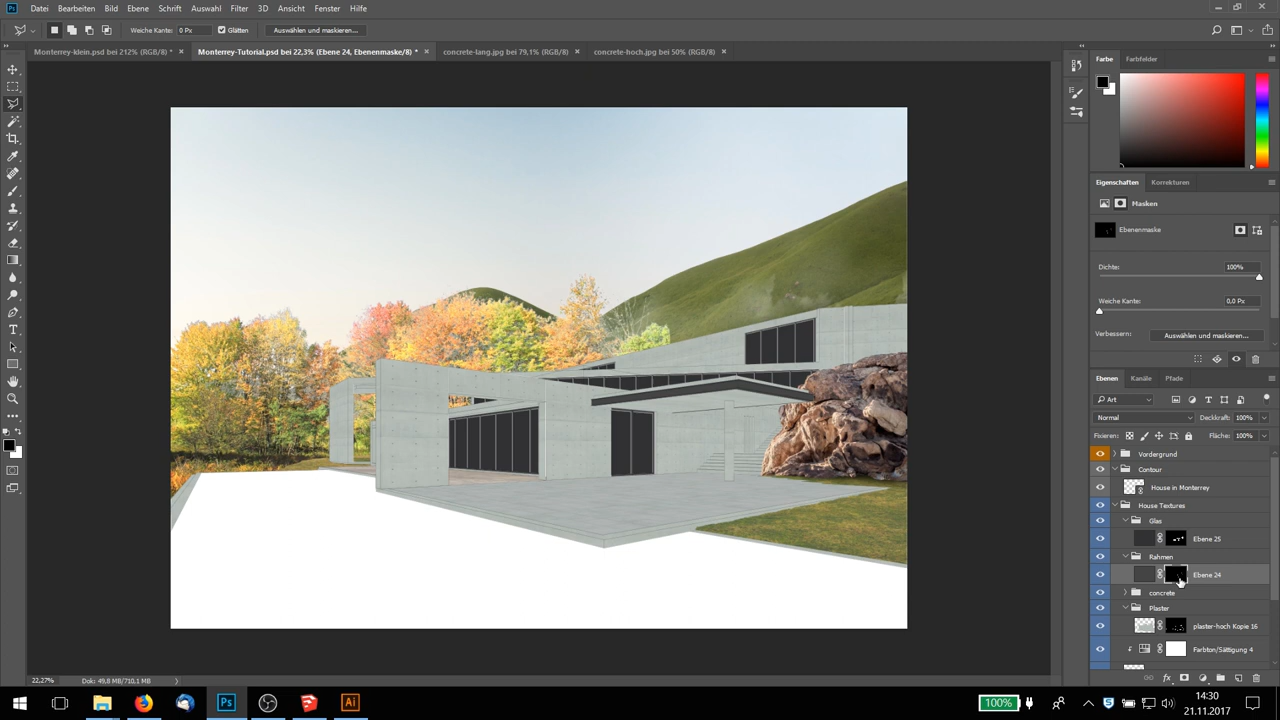 Datei Bearbeiten Bild Ebene Schrift Auswahl Filter 3D Ansicht Fenster Hilfe
Weiche Kante: 0 Px Glätten Auswählen und maskieren...
Monterrey-klein.psd bei 212% (RGB/8) * Monterrey-Tutorial.psd bei 22,3% (Ebene 24, Ebenenmaske/8) * concrete-lang.jpg bei 79,1% (RGB/8) concrete-hoch.jpg bei 50% (RGB/8)
Farbe Farbfelder
Eigenschaften Korrekturen
Masken
Ebenenmaske
Dichte: 100%
Weiche Kante: 0,0 Px
Verbessern: Auswählen und maskieren...
Ebenen Kanäle Pfade
Art
Normal Deckkraft: 100%
Fixieren: Fläche: 100%
Vordergrund
Contour
House in Monterrey
House Textures
Glas
Ebene 25
Rahmen
Ebene 24
concrete
Plaster
plaster-hoch Kopie 16
Farbton/Sättigung 4
22,27% Dok: 49,8 MB/710,1 MB
Ps Ai 100% 14:30
21.11.2017